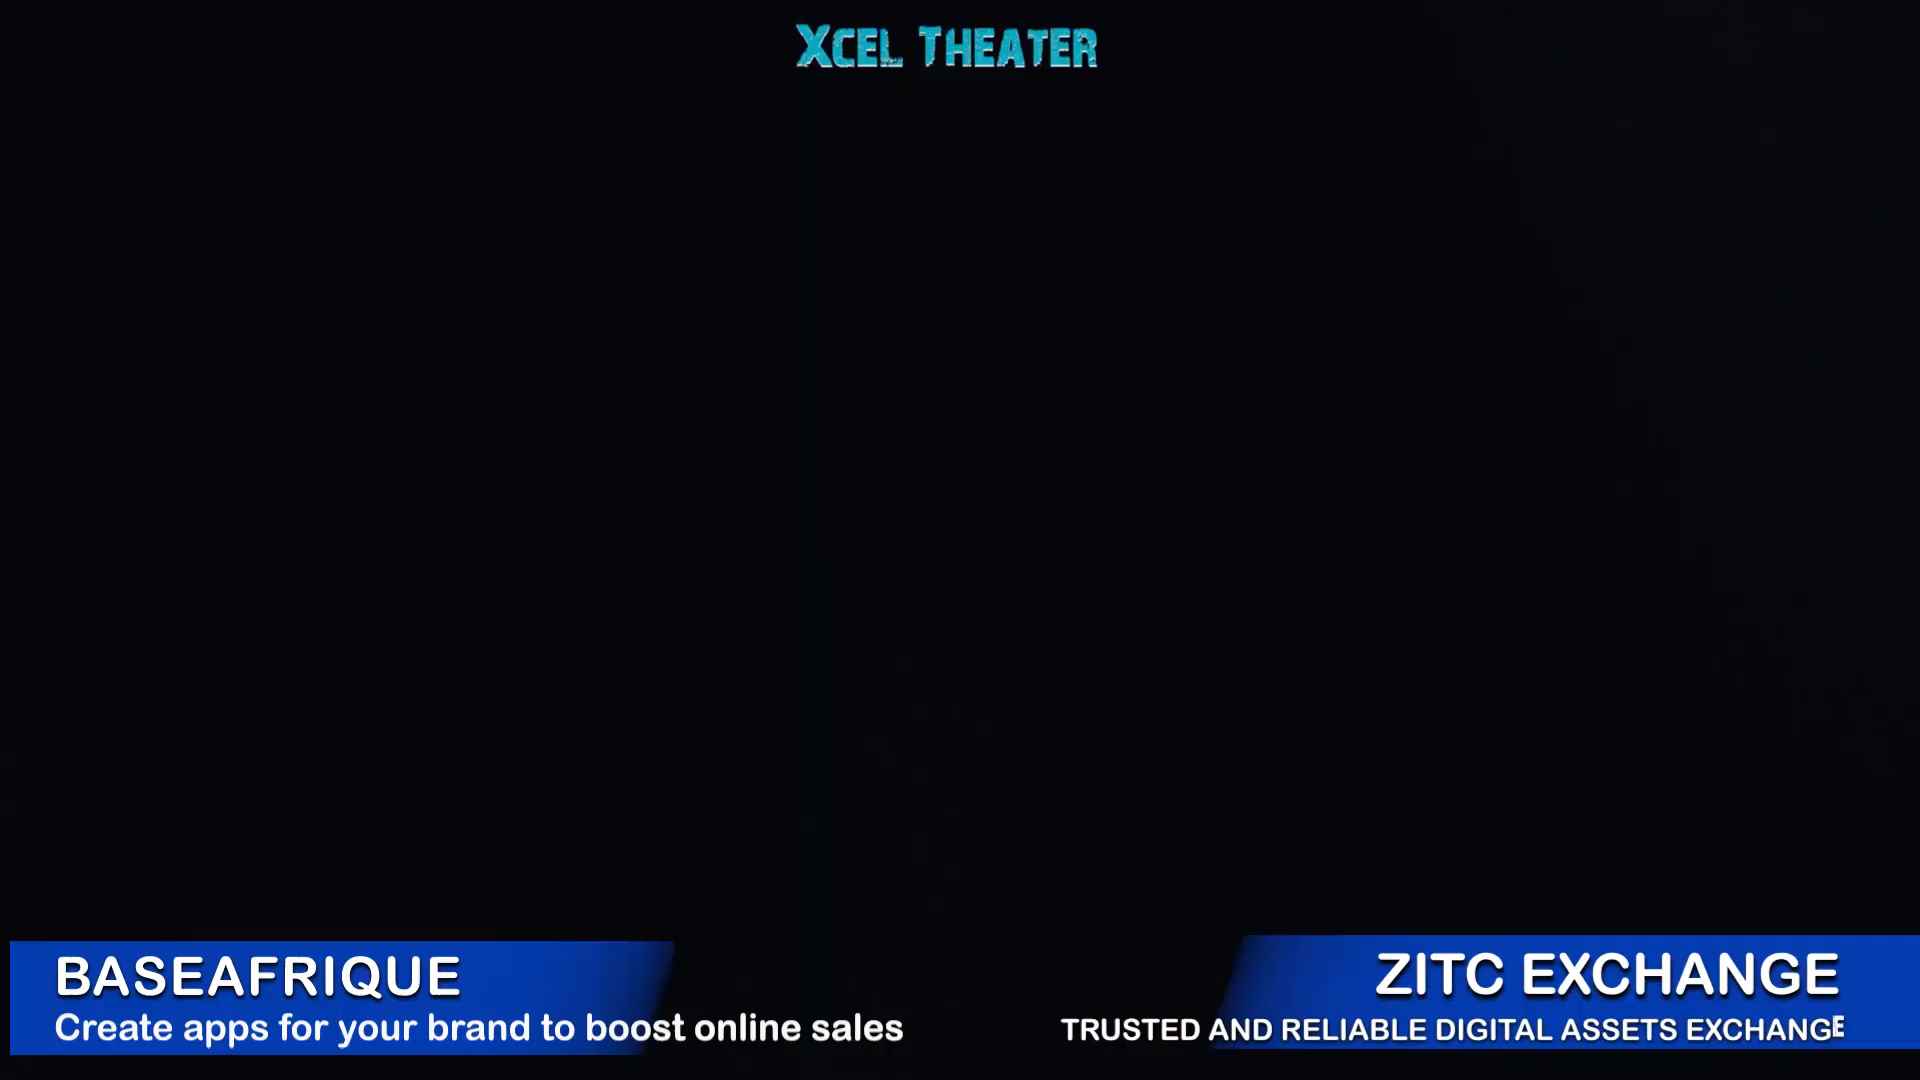 XCEL THEATER
BASEAFRIQUE
Create apps for your brand to boost online sales
ZITC EXCHANGE
TRUSTED AND RELIABLE DIGITAL ASSETS EXCHANGE